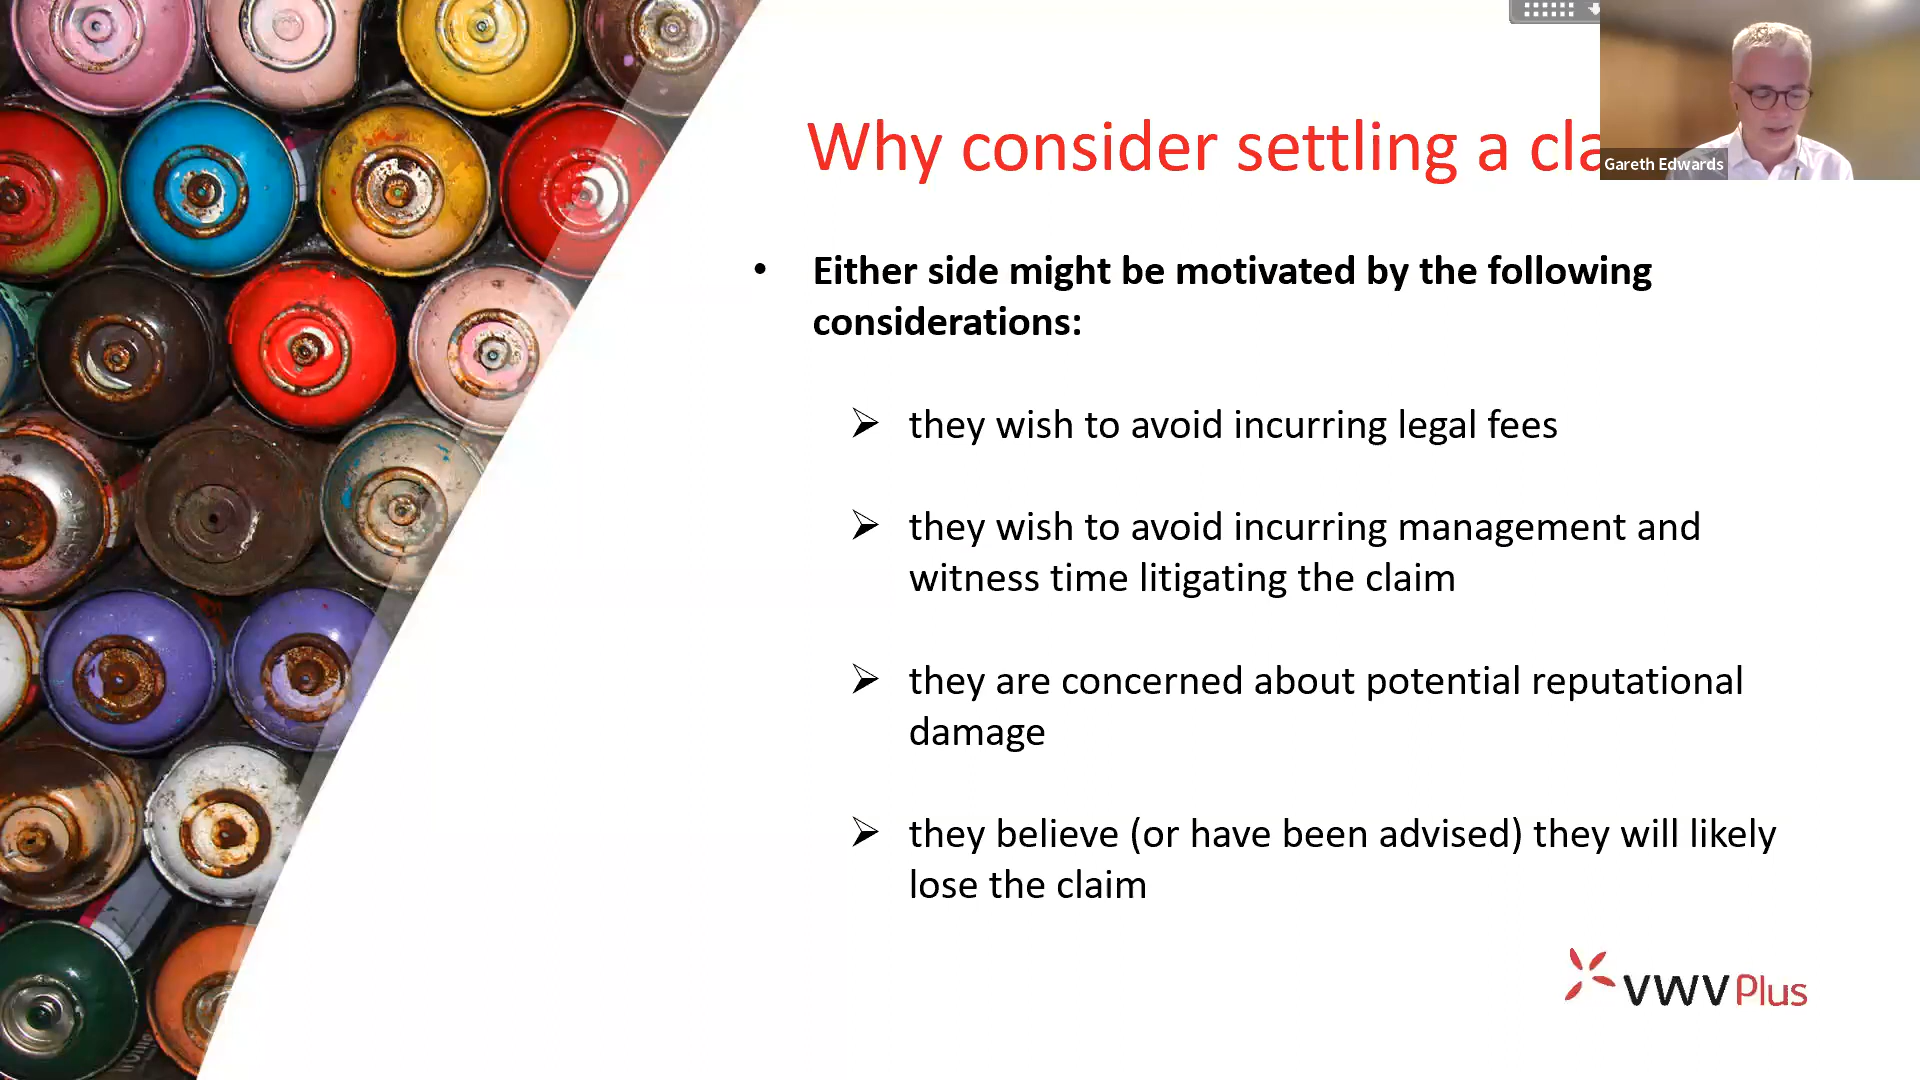 Why consider settling a cla
Gareth Edwards
• Either side might be motivated by the following
considerations:
➢ they wish to avoid incurring legal fees
➢ they wish to avoid incurring management and
witness time litigating the claim
➢ they are concerned about potential reputational
damage
➢ they believe (or have been advised) they will likely
lose the claim
VWV Plus